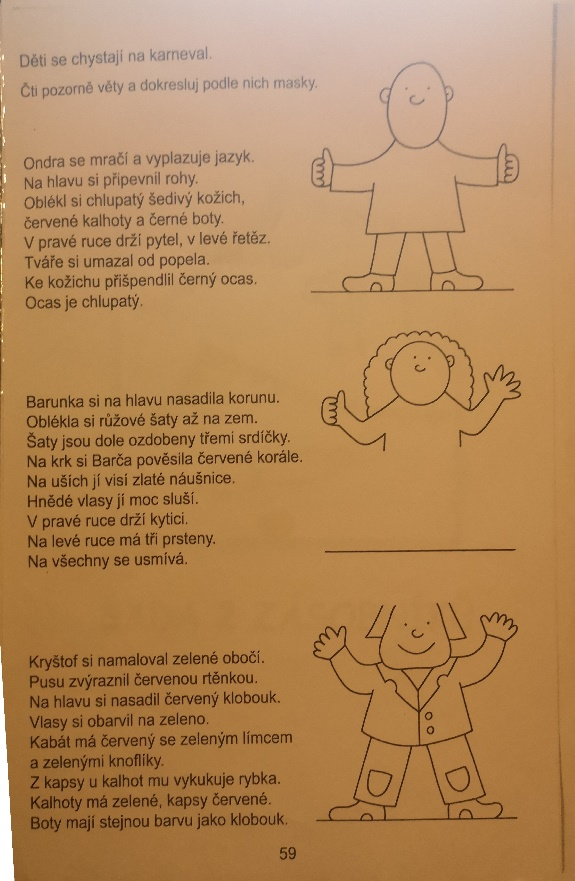 Děti se chystají na karneval.
Čti pozorně věty a dokresluj podle nich masky.
Ondra se mračí a vyplazuje jazyk.
Na hlavu si připevnil rohy.
Oblékl si chlupatý šedivý kožich,
červené kalhoty a černé boty.
V pravé ruce drží pytel, v levé řetěz.
Tváře si umazal od popela.
Ke kožichu přišpendlil černý ocas.
Ocas je chlupatý.
Barunka si na hlavu nasadila korunu.
Oblékla si růžové šaty až na zem.
Šaty jsou dole ozdobeny třemi srdíčky.
Na krk si Barča pověsila červené korále.
Na uších jí visí zlaté náušnice.
Hnědé vlasy jí moc sluší.
V pravé ruce drží kytici.
Na levé ruce má tři prsteny.
Na všechny se usmívá.
Kryštof si namaloval zelené obočí.
Pusu zvýraznil červenou rtěnkou.
Na hlavu si nasadil červený klobouk.
Vlasy si obarvil na zeleno.
Kabát má červený se zeleným límcem
a zelenými knoflíky.
Z kapsy u kalhot mu vykukuje rybka.
Kalhoty má zelené, kapsy červené.
Boty mají stejnou barvu jako klobouk.
59